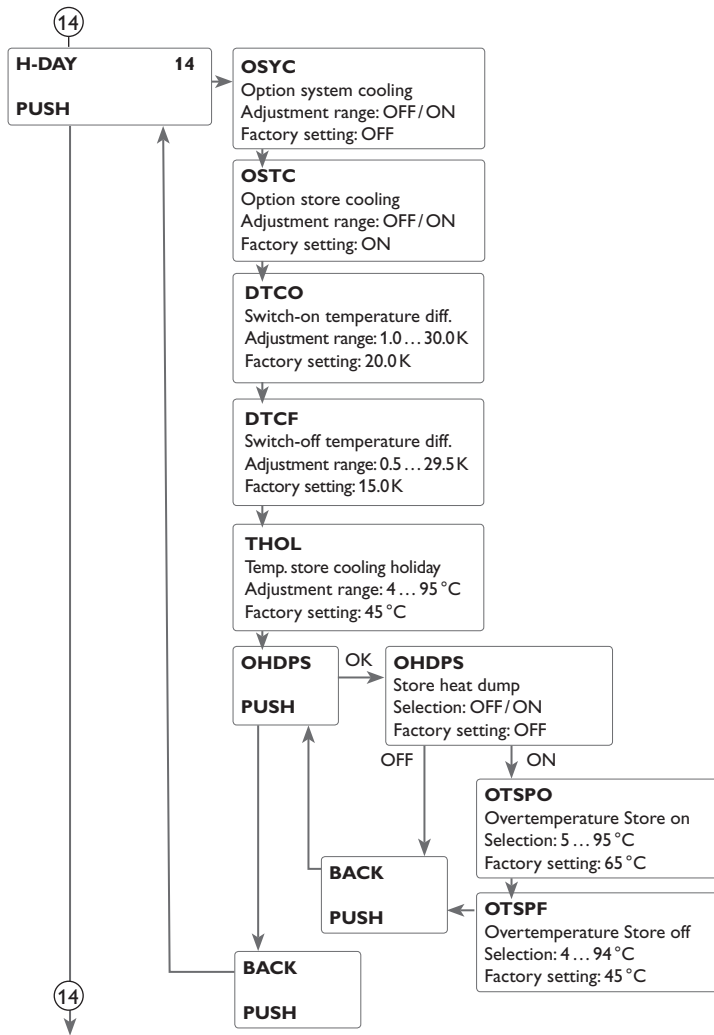 14
H-DAY 14
PUSH
OSYC
Option system cooling
Adjustment range: OFF/ON
Factory setting: OFF
OSTC
Option store cooling
Adjustment range: OFF/ON
Factory setting: ON
DTCO
Switch-on temperature diff.
Adjustment range: 1.0 … 30.0 K
Factory setting: 20.0 K
DTCF
Switch-off temperature diff.
Adjustment range: 0.5 … 29.5 K
Factory setting: 15.0 K
THOL
Temp. store cooling holiday
Adjustment range: 4 … 95 °C
Factory setting: 45 °C
OHDPS
PUSH
OK
OHDPS
Store heat dump
Selection: OFF/ON
Factory setting: OFF
OFF
ON
OTSPO
Overtemperature Store on
Selection: 5 … 95 °C
Factory setting: 65 °C
OTSPF
Overtemperature Store off
Selection: 4 … 94 °C
Factory setting: 45 °C
BACK
PUSH
BACK
PUSH
14